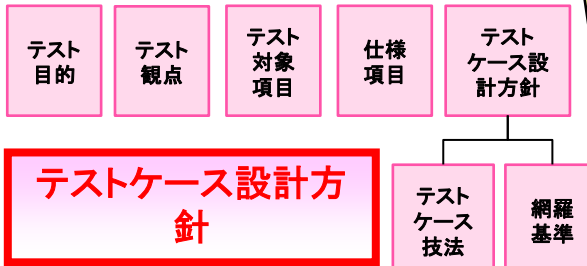 テスト
目的
テスト
観点
テスト
対象
項目
仕様
項目
テスト
ケース設
計方針
テストケース設計方
針
テスト
ケース
技法
網羅
基準